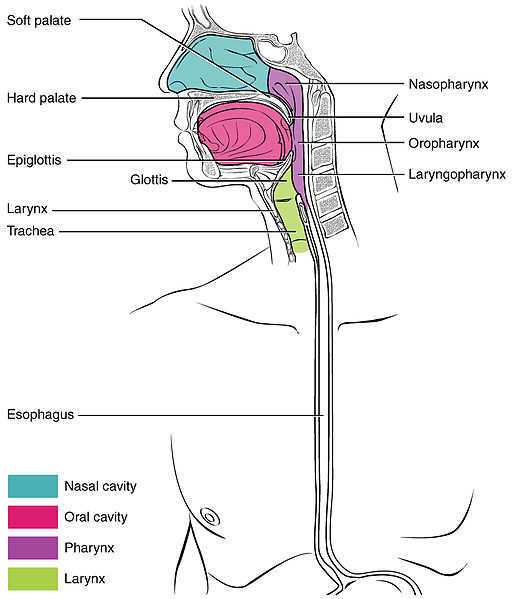 Soft palate
Hard palate
Epiglottis
Glottis
Larynx
Trachea
Esophagus
Nasopharynx
Uvula
Oropharynx
Laryngopharynx
Nasal cavity
Oral cavity
Pharynx
Larynx